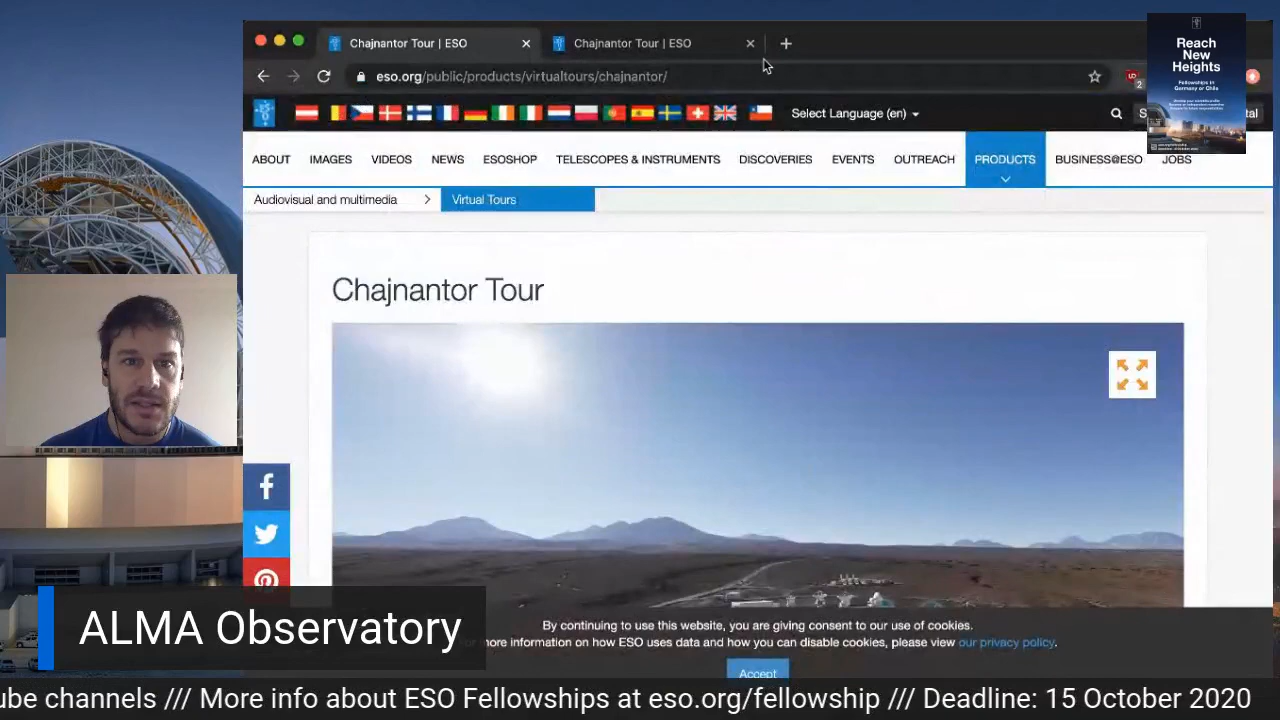 Chajnantor Tour | ESO
Chajnantor Tour | ESO
eso.org/public/products/virtualtours/chajnantor/
UD
2
Reach
New
Heights
Fellowships in
Germany or Chile
Select Language (en)
S
tal
ABOUT
IMAGES
VIDEOS
NEWS
ESOSHOP
TELESCOPES & INSTRUMENTS
DISCOVERIES
EVENTS
OUTREACH
PRODUCTS
BUSINESS@ESO
JOBS
Audiovisual and multimedia
Virtual Tours
Chajnantor Tour
By continuing to use this website, you are giving consent to our use of cookies.
more information on how ESO uses data and how you can disable cookies, please view our privacy policy.
Accept
ALMA Observatory
ube channels /// More info about ESO Fellowships at eso.org/fellowship /// Deadline: 15 October 2020